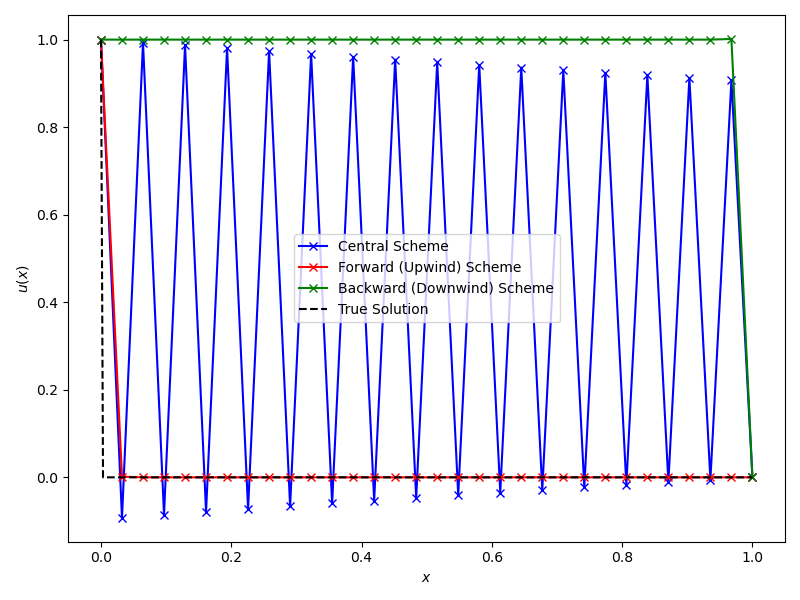 1.0
0.8
0.6
0.4
0.2
0.0
u(x)
Central Scheme
Forward (Upwind) Scheme
Backward (Downwind) Scheme
True Solution
0.0 0.2 0.4 0.6 0.8 1.0
x